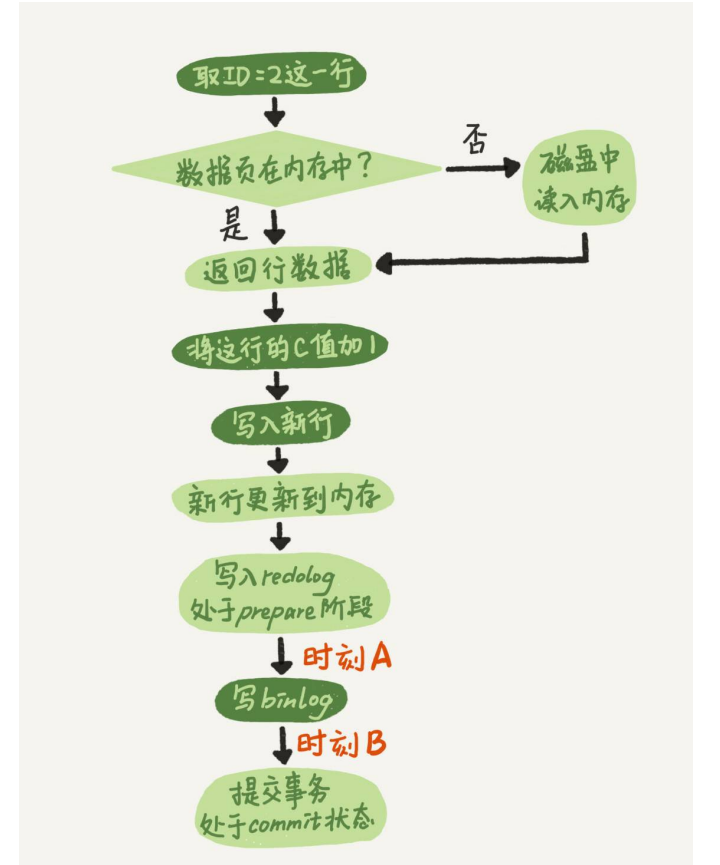 取ID=2这一行
数据页在内存中?
否
磁盘中
读入内存
是
返回行数据
将这行的C值加1
写入新行
新行更新到内存
写入redolog
处于prepare阶段
时刻A
写binlog
时刻B
提交事务
处于commit状态